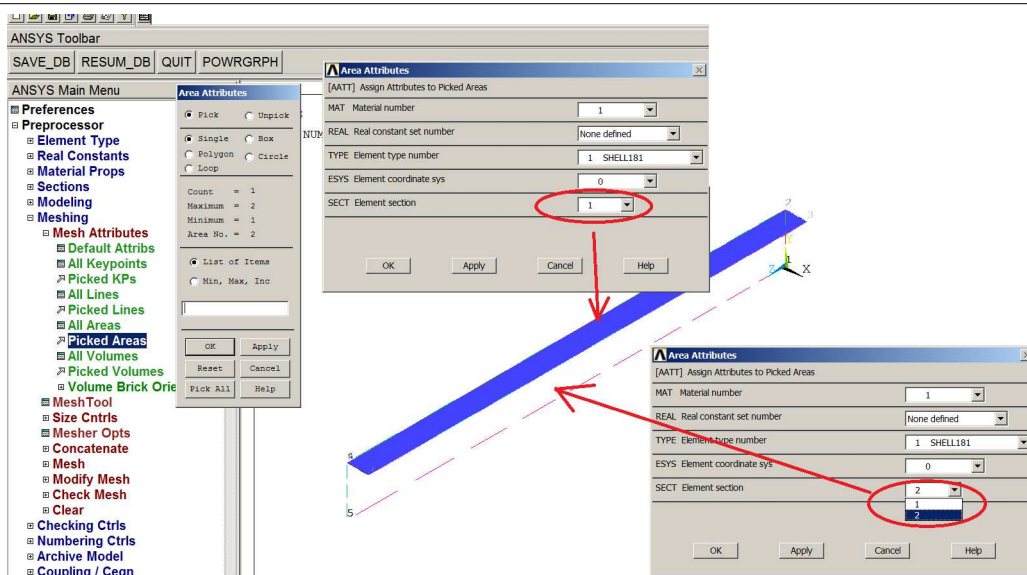 ANSYS Toolbar
SAVE_DB RESUM_DB QUIT POWRGRPH
ANSYS Main Menu
Preferences
Preprocessor
Element Type
Real Constants
Material Props
Sections
Modeling
Meshing
Mesh Attributes
Default Attribs
All Keypoints
Picked KPs
All Lines
Picked Lines
All Areas
Picked Areas
All Volumes
Picked Volumes
Volume Brick Orie
MeshTool
Size Cntrls
Mesher Opts
Concatenate
Mesh
Modify Mesh
Check Mesh
Clear
Checking Ctrls
Numbering Ctrls
Archive Model
Coupling / Ceqn
Area Attributes
Pick Unpick
Single Box
Polygon Circle
Loop
Count = 1
Maximum = 2
Minimum = 1
Area No. = 2
List of Items
Min, Max, Inc
OK Apply
Reset Cancel
Pick All Help
NUM
Area Attributes
[AATT] Assign Attributes to Picked Areas
MAT Material number 1
REAL Real constant set number None defined
TYPE Element type number 1 SHELL181
ESYS Element coordinate sys 0
SECT Element section 1
OK Apply Cancel Help
2
3
Y
1
Z X
4
5
Area Attributes
[AATT] Assign Attributes to Picked Areas
MAT Material number 1
REAL Real constant set number None defined
TYPE Element type number 1 SHELL181
ESYS Element coordinate sys 0
SECT Element section 2
1
2
OK Apply Cancel Help